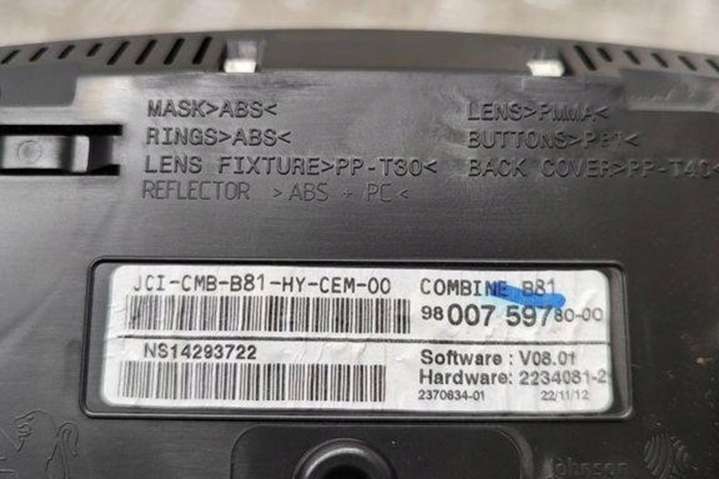 MASK>ABS< LENS>PMMA<
RINGS>ABS< BUTTONS>
LENS FIXTURE>PP-T30< BACK COVER>PP-T40<
REFLECTOR >ABS + PC<
JCI-CMB-B81-HY-CEM-00 COMBINE B81
98 007 597 80-00
NS14293722 Software : V08.01
Hardware: 2234081-2
2370634-01 22/11/12
Johnson